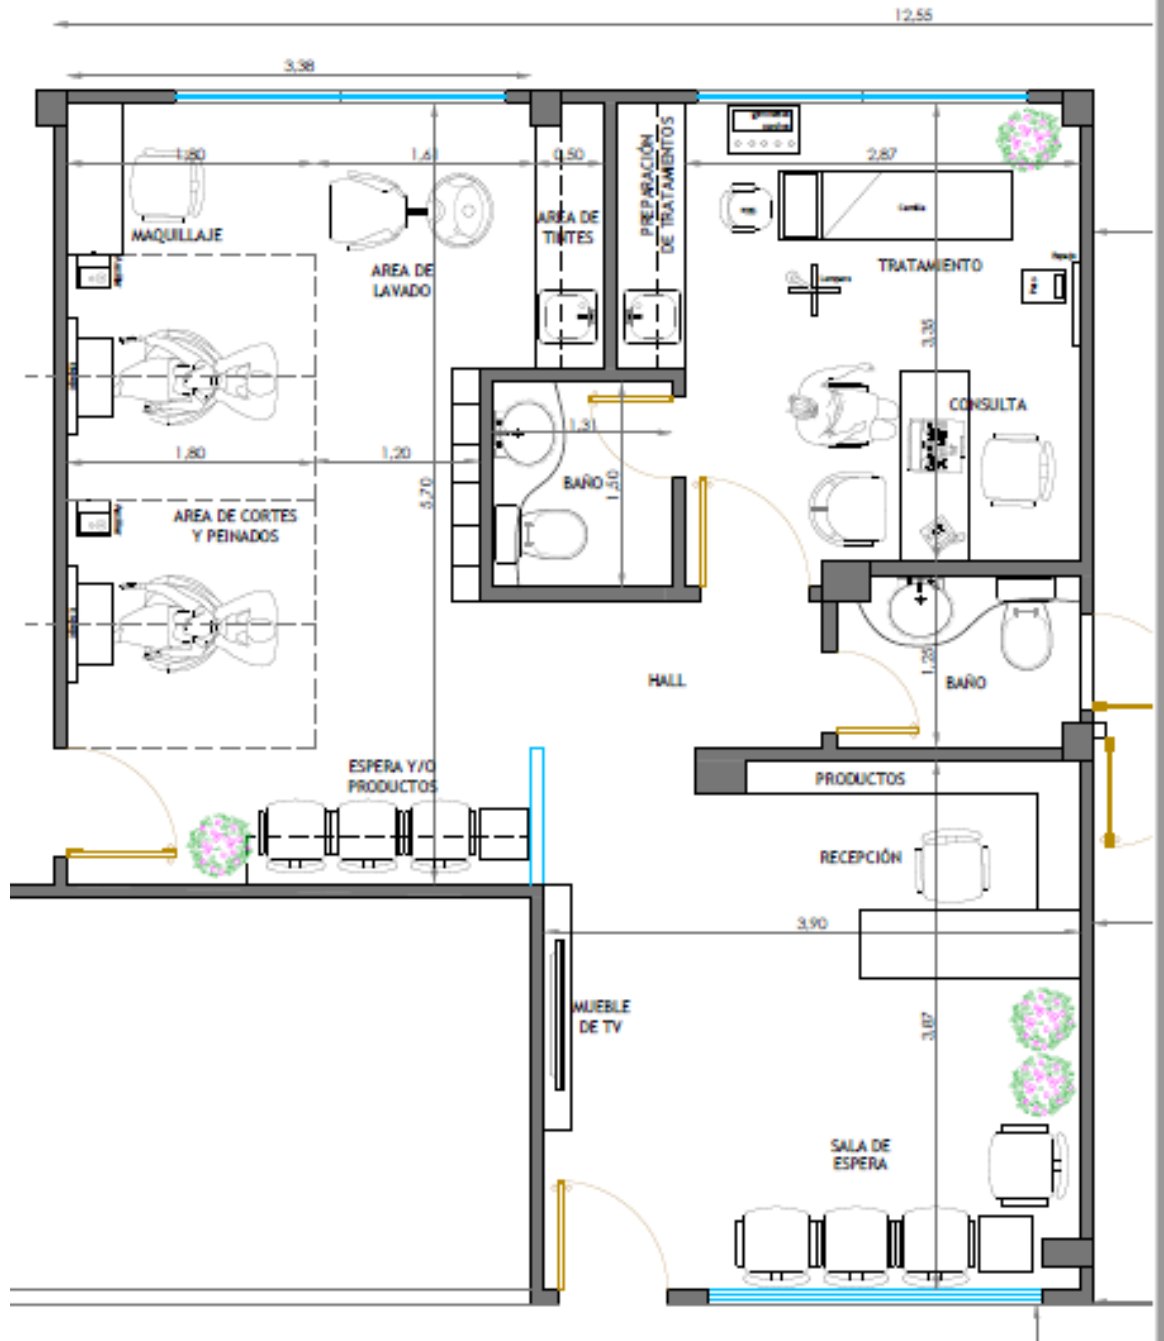 12,55
3,38
1,80
1,61
0,50
2,87
MAQUILLAJE
AREA DE
LAVADO
AREA DE
TINTES
PREPARACIÓN
DE TRATAMIENTOS
Camilla
TRATAMIENTO
3,35
CONSULTA
1,31
1,80
1,20
5,70
BAÑO
1,50
AREA DE CORTES
Y PEINADOS
HALL
1,25
BAÑO
ESPERA Y/O
PRODUCTOS
PRODUCTOS
RECEPCIÓN
3,90
MUEBLE
DE TV
3,87
SALA DE
ESPERA